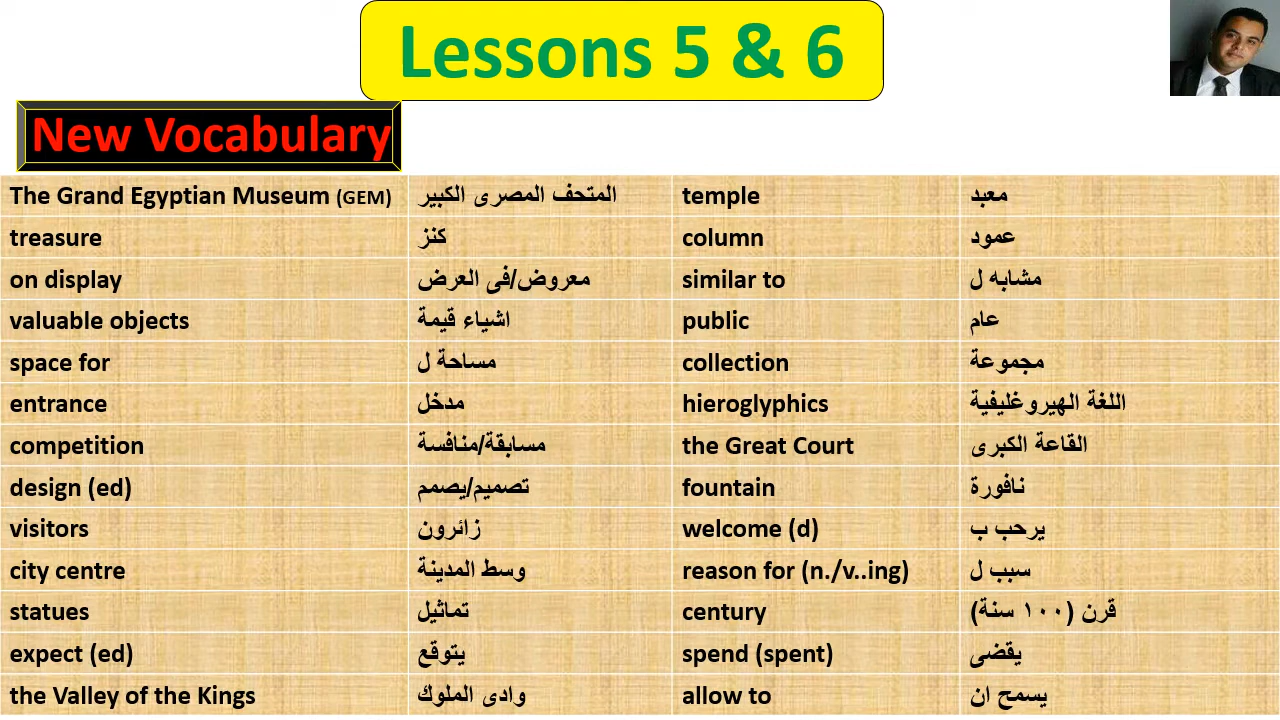 Lessons 5 & 6
New Vocabulary
The Grand Egyptian Museum (GEM) المتحف المصرى الكبير temple معبد
treasure كنز column عمود
on display معروض/فى العرض similar to مشابه ل
valuable objects اشياء قيمة public عام
space for مساحة ل collection مجموعة
entrance مدخل hieroglyphics اللغة الهيروغليفية
competition مسابقة/منافسة the Great Court القاعة الكبرى
design (ed) تصميم/يصمم fountain نافورة
visitors زائرون welcome (d) يرحب ب
city centre وسط المدينة reason for (n./v..ing) سبب ل
statues تماثيل century قرن (١٠٠ سنة)
expect (ed) يتوقع spend (spent) يقضى
the Valley of the Kings وادى الملوك allow to يسمح ان